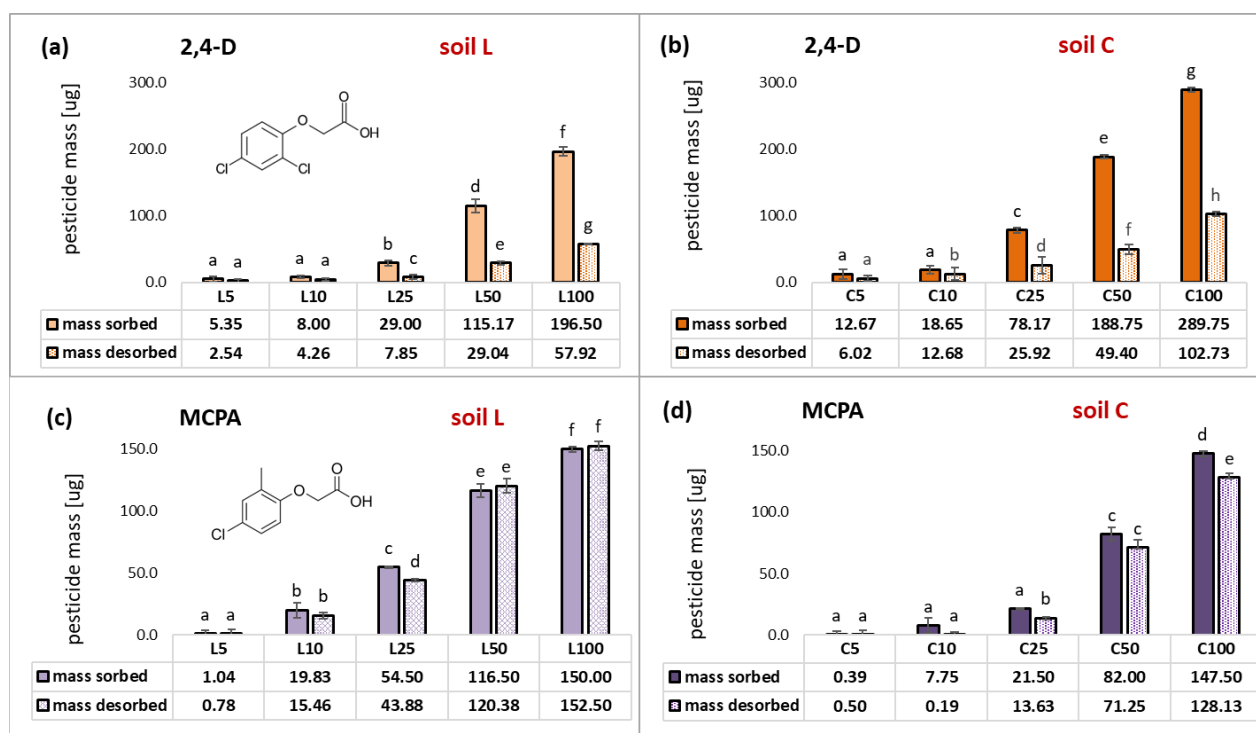 (a) 2,4-D soil L
pesticide mass [ug]
300.0
200.0
100.0
0.0
O
O
OH
Cl
Cl
a a a a b c d e f g
L5 L10 L25 L50 L100
mass sorbed 5.35 8.00 29.00 115.17 196.50
mass desorbed 2.54 4.26 7.85 29.04 57.92
(b) 2,4-D soil C
pesticide mass [ug]
300.0
200.0
100.0
0.0
a a a b c d e f g h
C5 C10 C25 C50 C100
mass sorbed 12.67 18.65 78.17 188.75 289.75
mass desorbed 6.02 12.68 25.92 49.40 102.73
(c) MCPA soil L
pesticide mass [ug]
150.0
100.0
50.0
0.0
O
O
OH
Cl
a a b b c d e e f f
L5 L10 L25 L50 L100
mass sorbed 1.04 19.83 54.50 116.50 150.00
mass desorbed 0.78 15.46 43.88 120.38 152.50
(d) MCPA soil C
pesticide mass [ug]
150.0
100.0
50.0
0.0
a a a a a b c c d e
C5 C10 C25 C50 C100
mass sorbed 0.39 7.75 21.50 82.00 147.50
mass desorbed 0.50 0.19 13.63 71.25 128.13